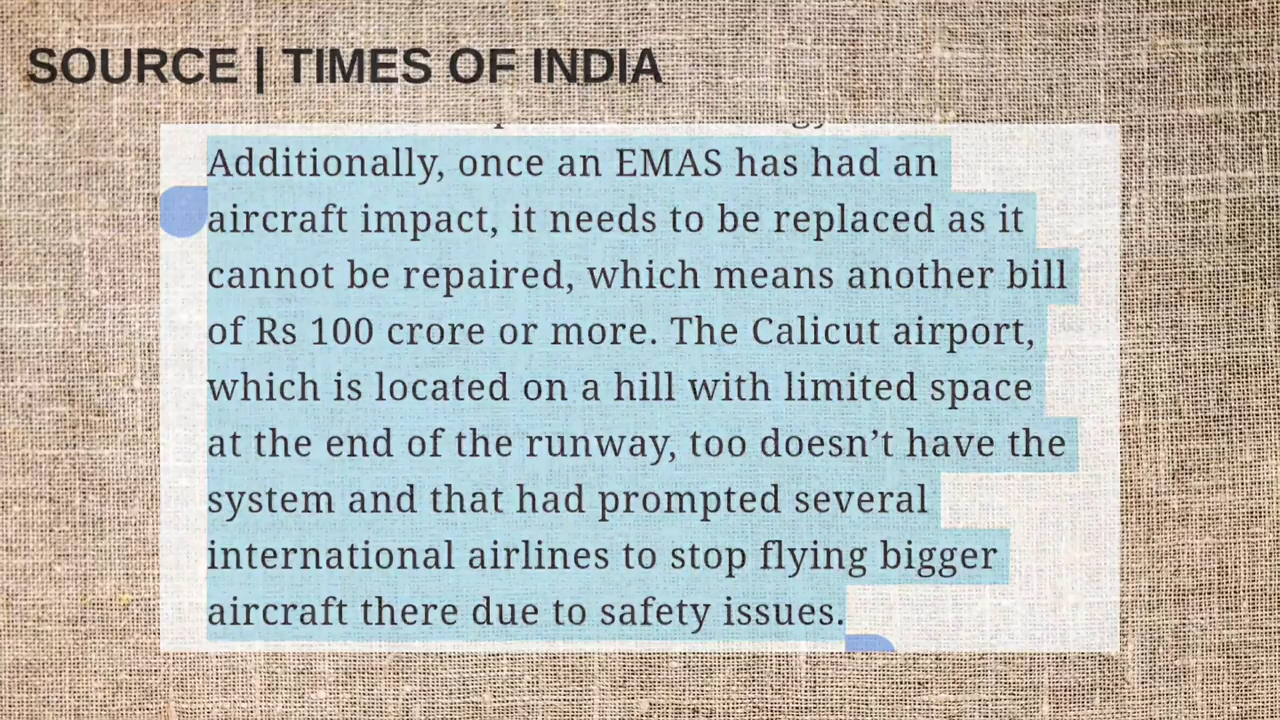 SOURCE | TIMES OF INDIA
Additionally, once an EMAS has had an
aircraft impact, it needs to be replaced as it
cannot be repaired, which means another bill
of Rs 100 crore or more. The Calicut airport,
which is located on a hill with limited space
at the end of the runway, too doesn’t have the
system and that had prompted several
international airlines to stop flying bigger
aircraft there due to safety issues.